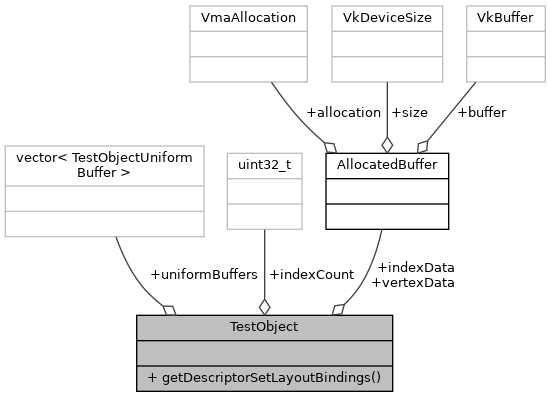 VmaAllocation
VkDeviceSize
VkBuffer
+allocation
+size
+buffer
vector< TestObjectUniform
Buffer >
uint32_t
AllocatedBuffer
+uniformBuffers
+indexCount
+indexData
+vertexData
TestObject
+ getDescriptorSetLayoutBindings()